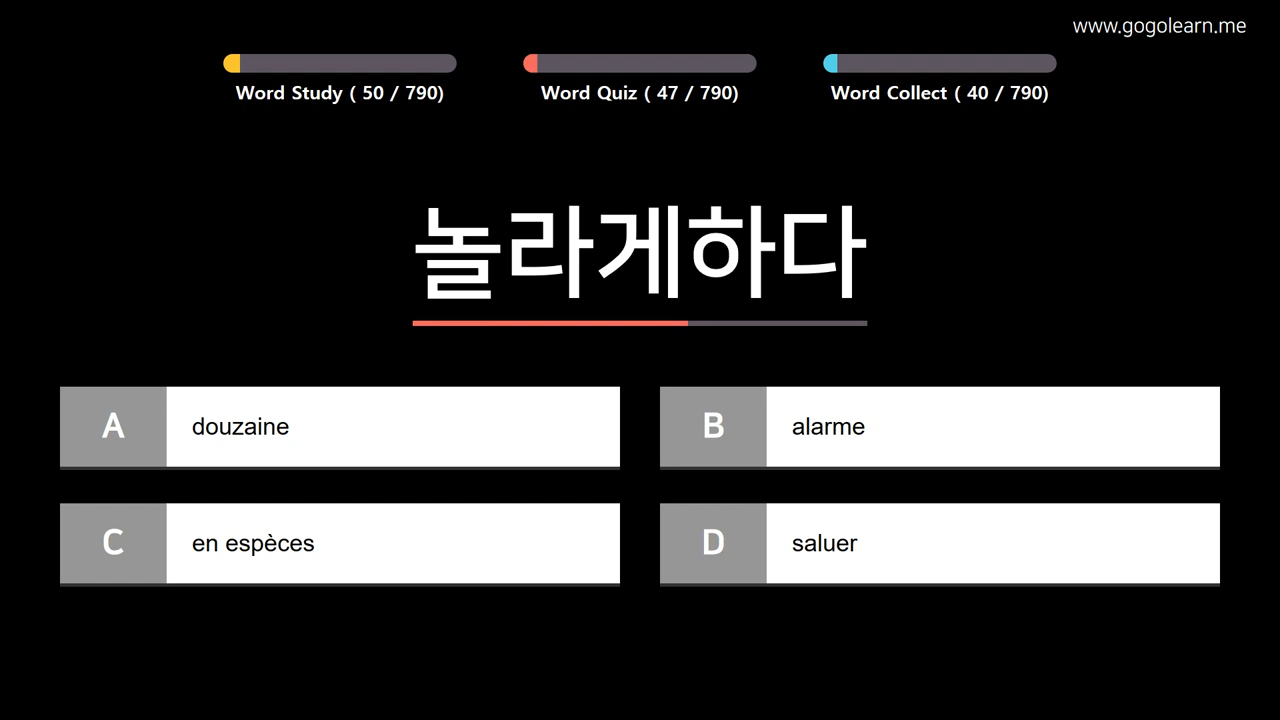 www.gogolearn.me
Word Study ( 50 / 790)
Word Quiz ( 47 / 790)
Word Collect ( 40 / 790)
놀라게하다
A douzaine
B alarme
C en espèces
D saluer